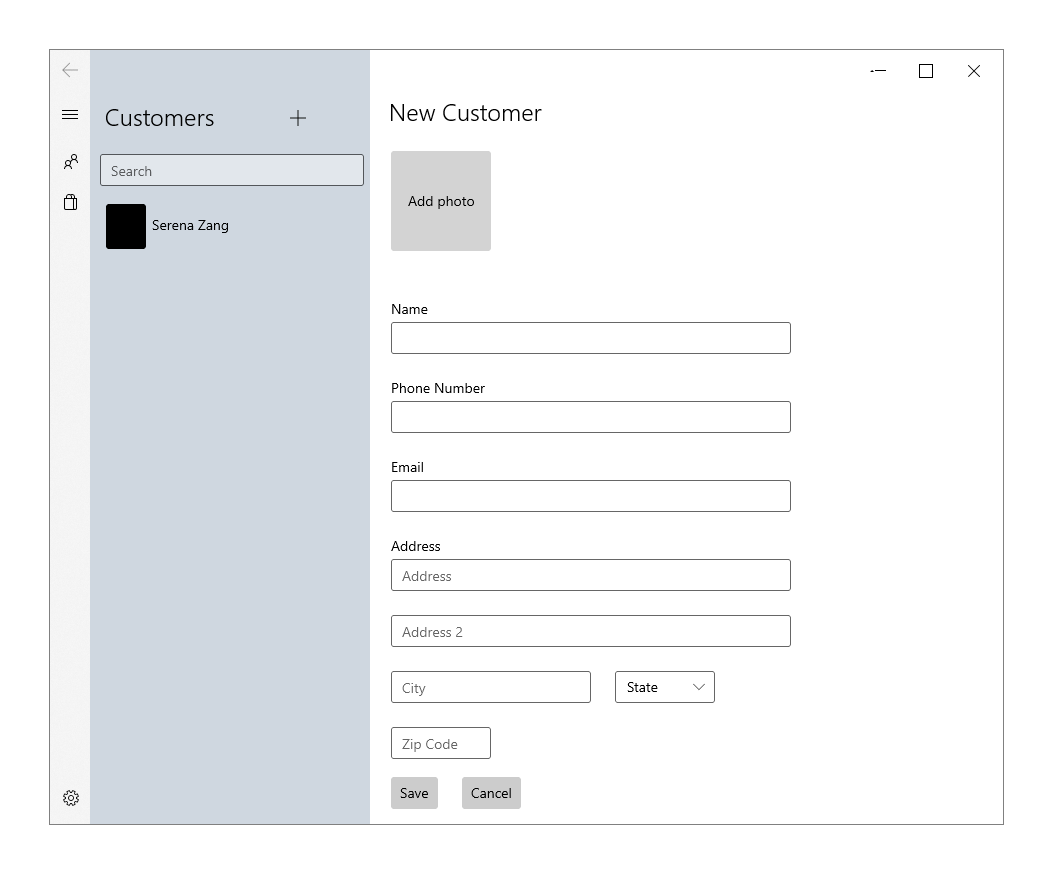 Customers
Search
Serena Zang
New Customer
Add photo
Name
Phone Number
Email
Address
Address
Address 2
City
State
Zip Code
Save
Cancel